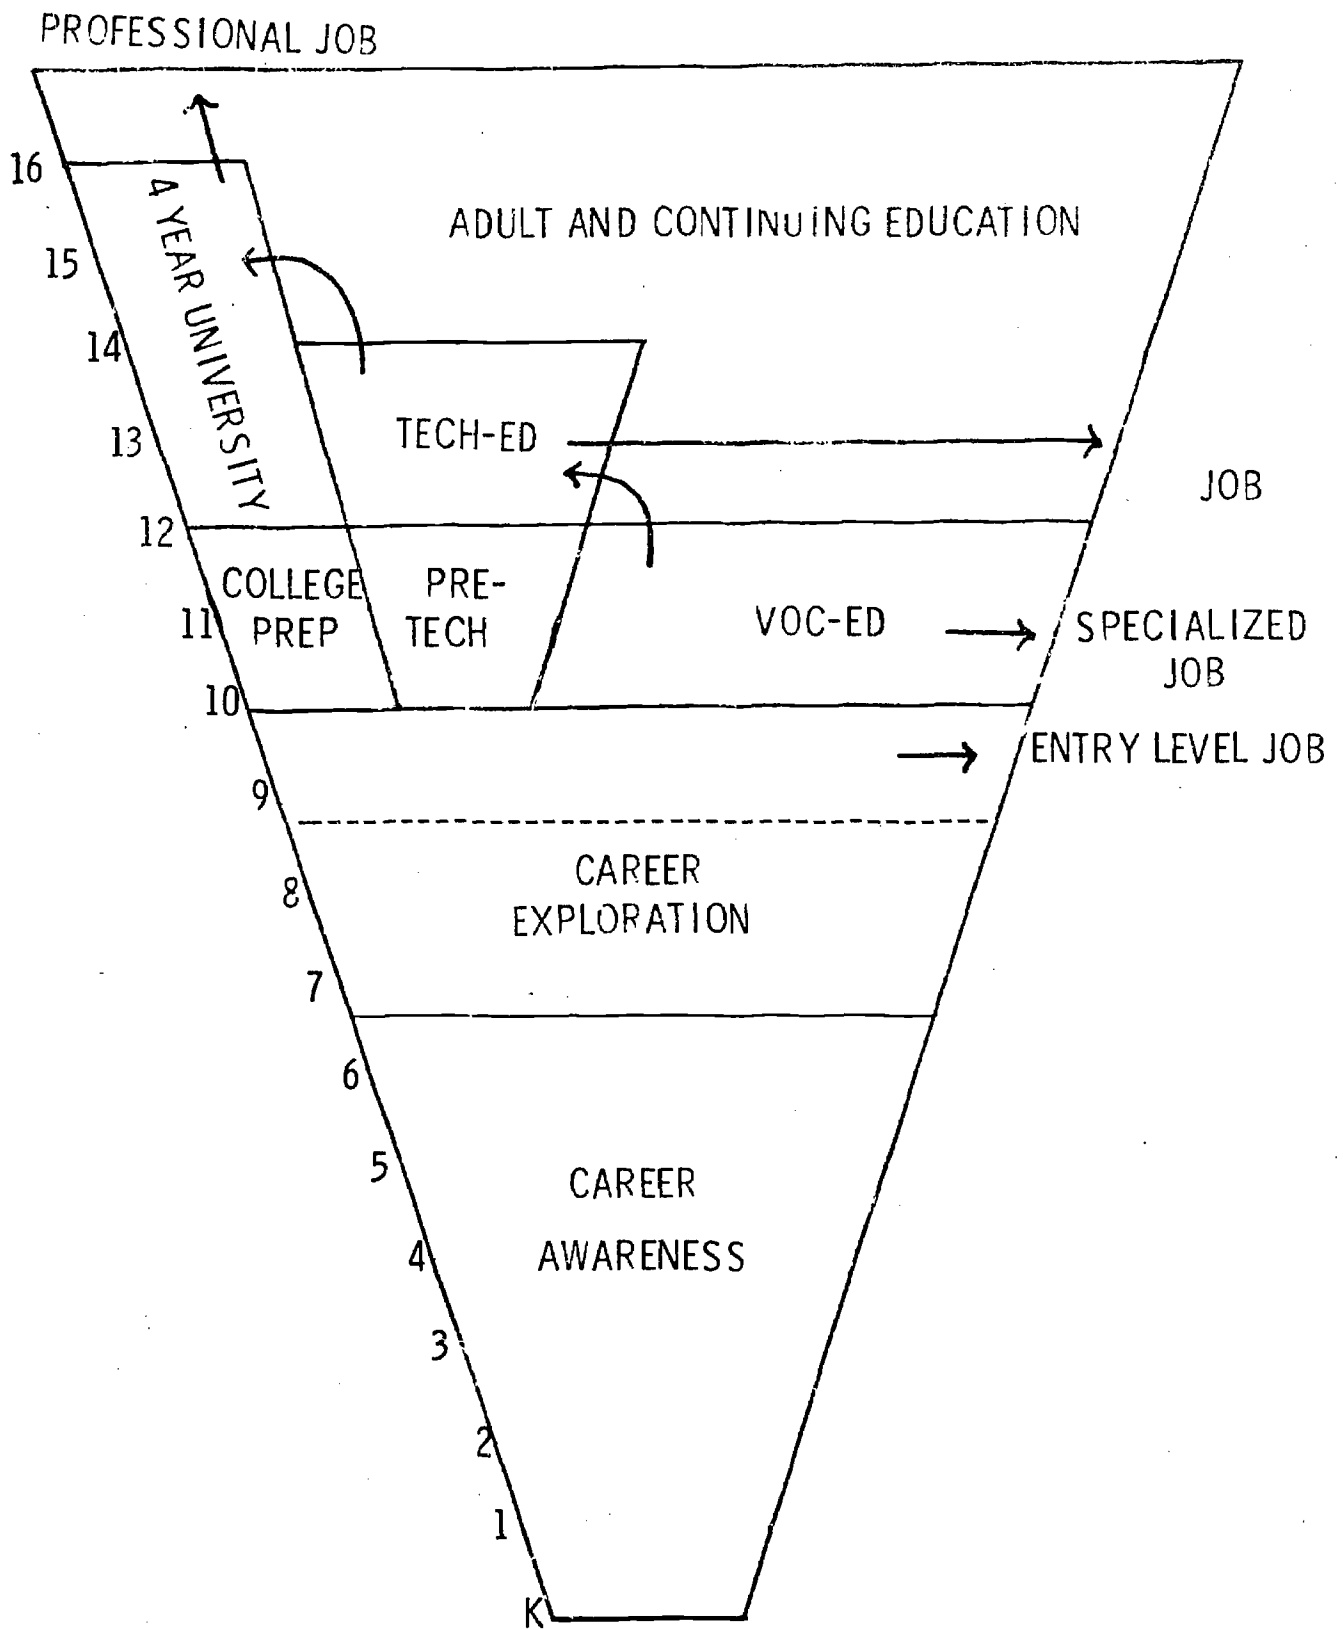 PROFESSIONAL JOB
16
4 YEAR UNIVERSITY
ADULT AND CONTINUING EDUCATION
15
14
13
TECH-ED
JOB
12
COLLEGE
PREP
PRE-
TECH
11
VOC-ED
SPECIALIZED
JOB
10
ENTRY LEVEL JOB
9
CAREER
EXPLORATION
8
7
6
5
CAREER
AWARENESS
4
3
2
1
K